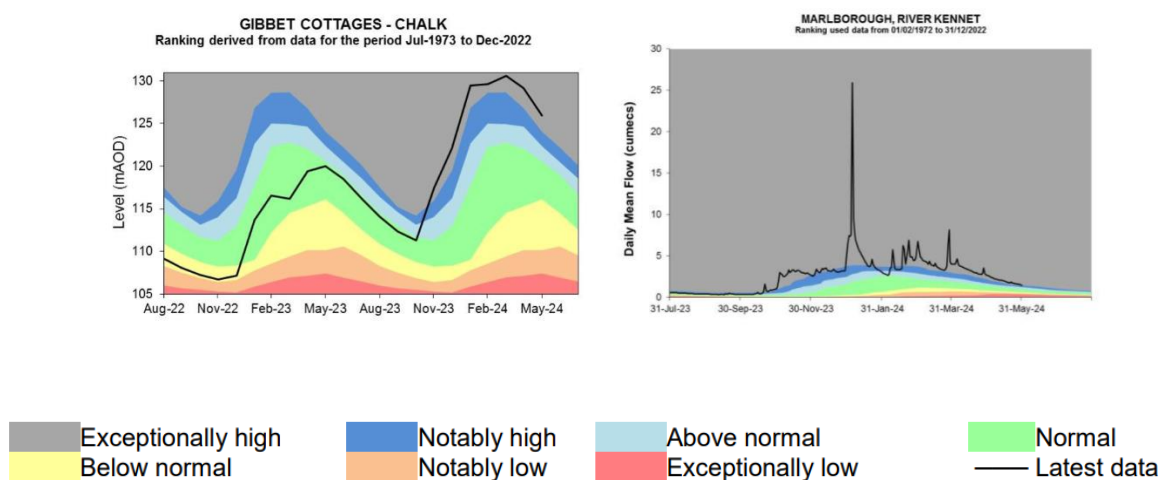 GIBBET COTTAGES - CHALK
Ranking derived from data for the period Jul-1973 to Dec-2022
Level (mAOD)
130
125
120
115
110
105
Aug-22 Nov-22 Feb-23 May-23 Aug-23 Nov-23 Feb-24 May-24
MARLBOROUGH, RIVER KENNET
Ranking used data from 01/02/1972 to 31/12/2022
Daily Mean Flow (cumecs)
30
25
20
15
10
5
0
31-Jul-23 30-Sep-23 30-Nov-23 31-Jan-24 31-Mar-24 31-May-24
Exceptionally high Notably high Above normal Normal
Below normal Notably low Exceptionally low Latest data